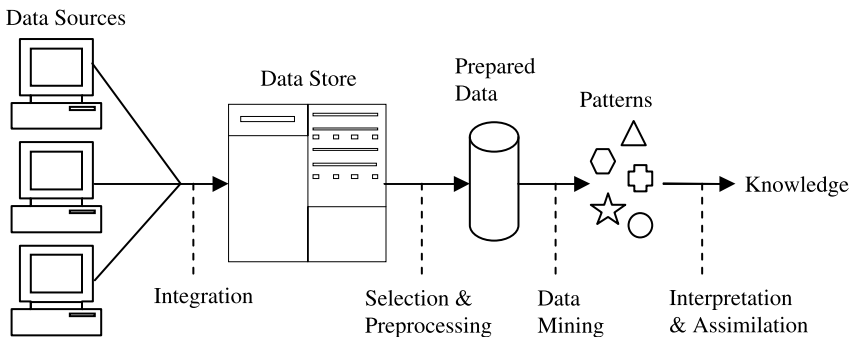 Data Sources
Data Store
Prepared
Data
Patterns
Knowledge
Integration
Selection &
Preprocessing
Data
Mining
Interpretation
& Assimilation